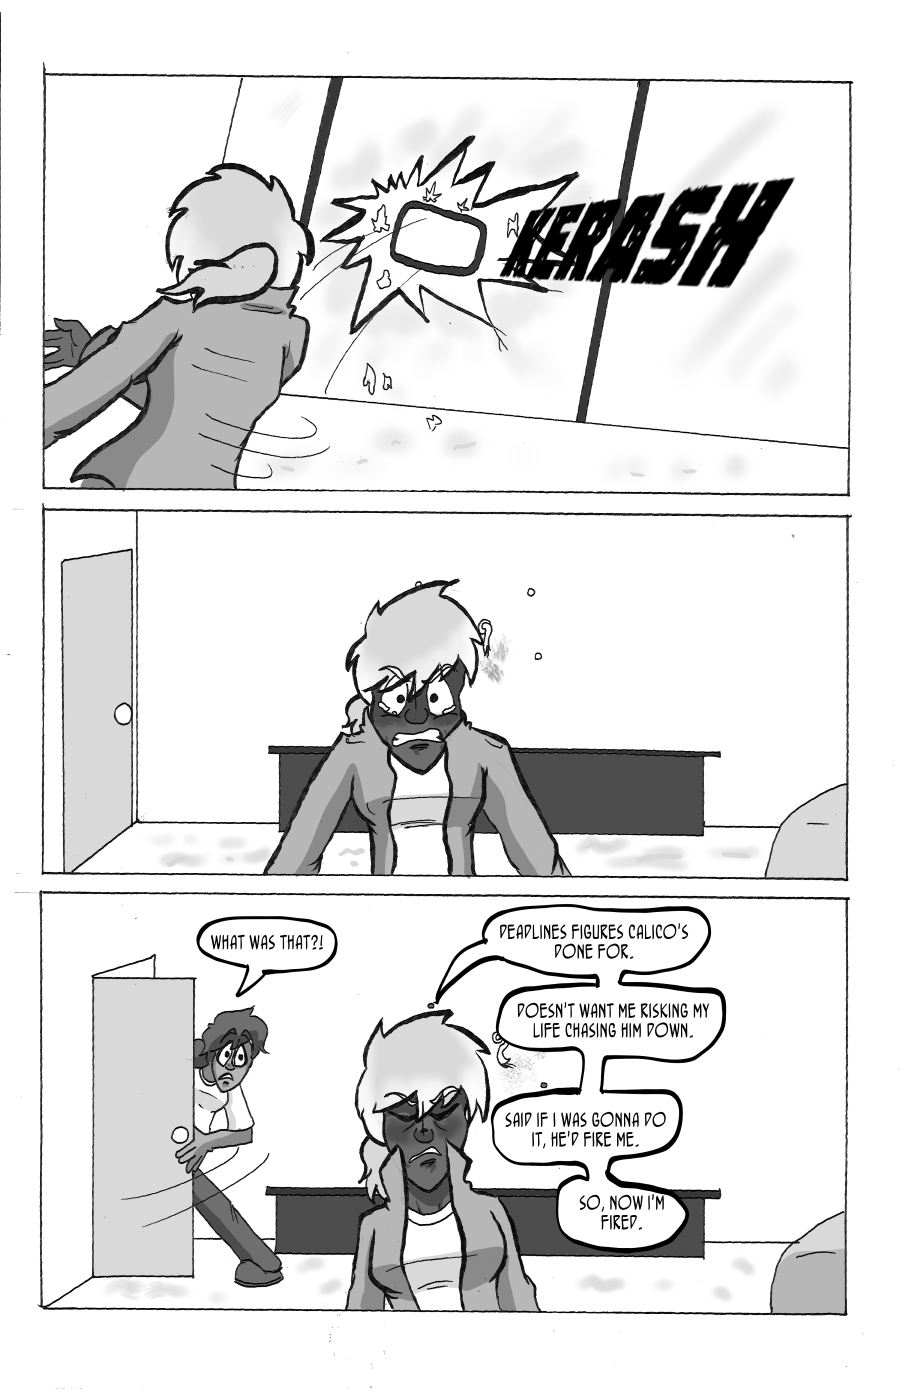 KERASH
WHAT WAS THAT?!
DEADLINES FIGURES CALICO'S
DONE FOR.
DOESN'T WANT ME RISKING MY
LIFE CHASING HIM DOWN.
SAID IF I WAS GONNA DO
IT, HE'D FIRE ME.
SO, NOW I'M
FIRED.